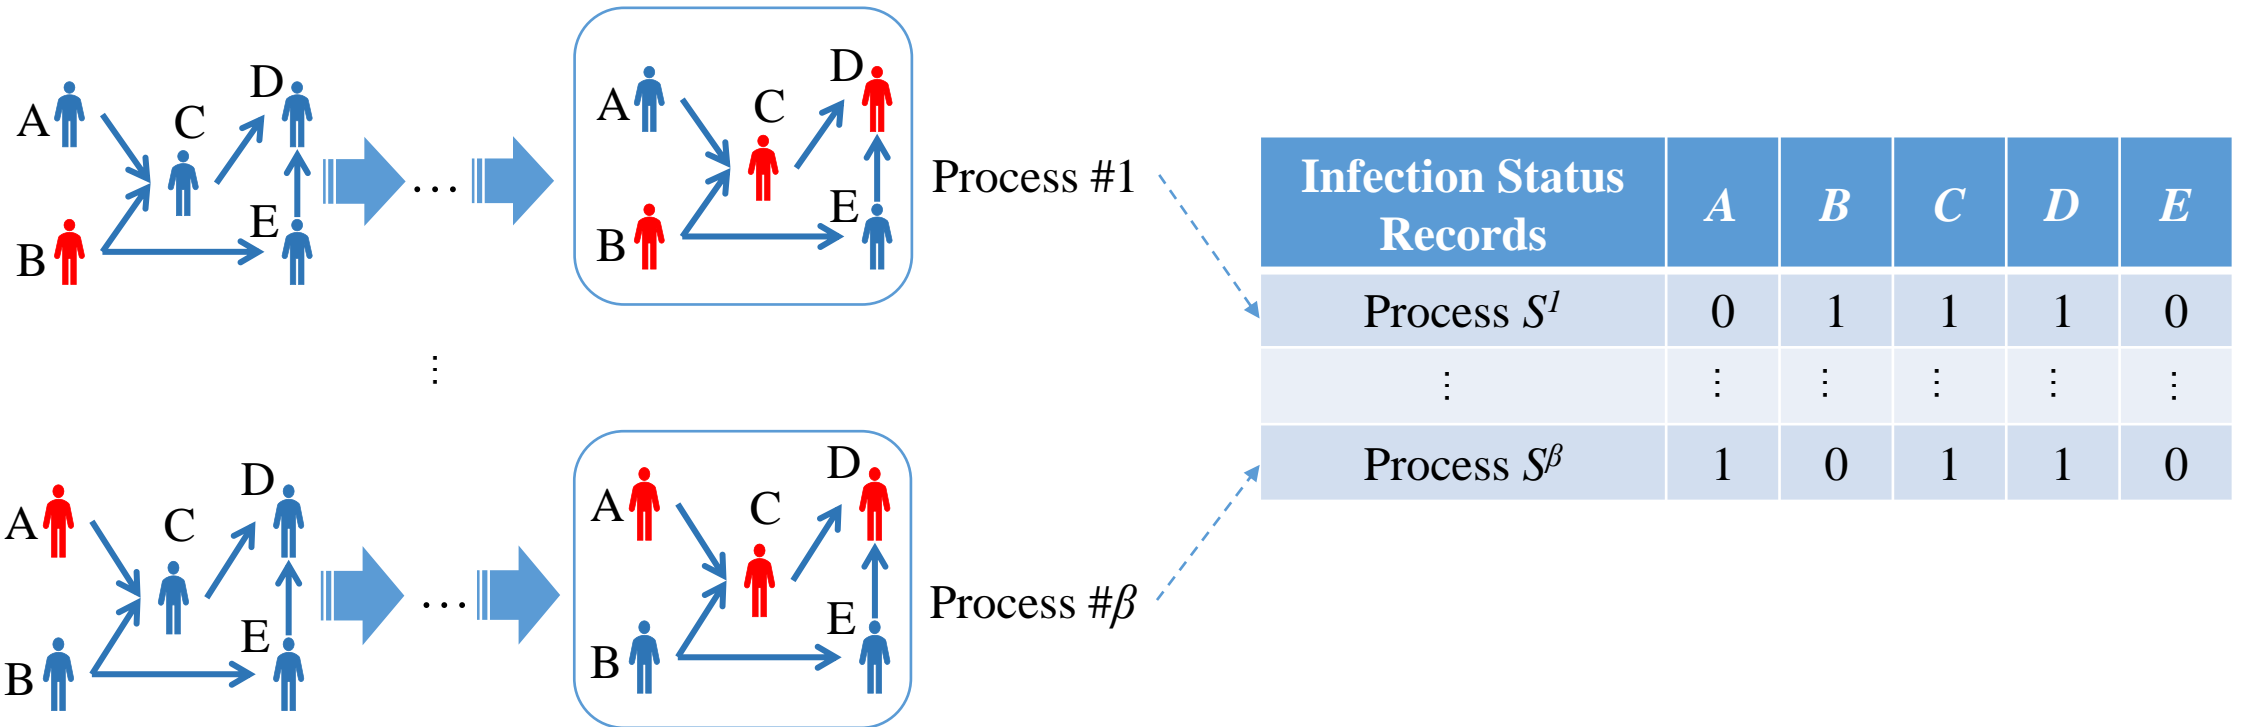 A
C
D
B
E
…
A
C
D
B
E
Process #1
⋮
A
C
D
B
E
…
A
C
D
B
E
Process #β
Infection Status
Records
A B C D E
Process S¹ 0 1 1 1 0
⋮ ⋮ ⋮ ⋮ ⋮ ⋮
Process Sᵝ 1 0 1 1 0